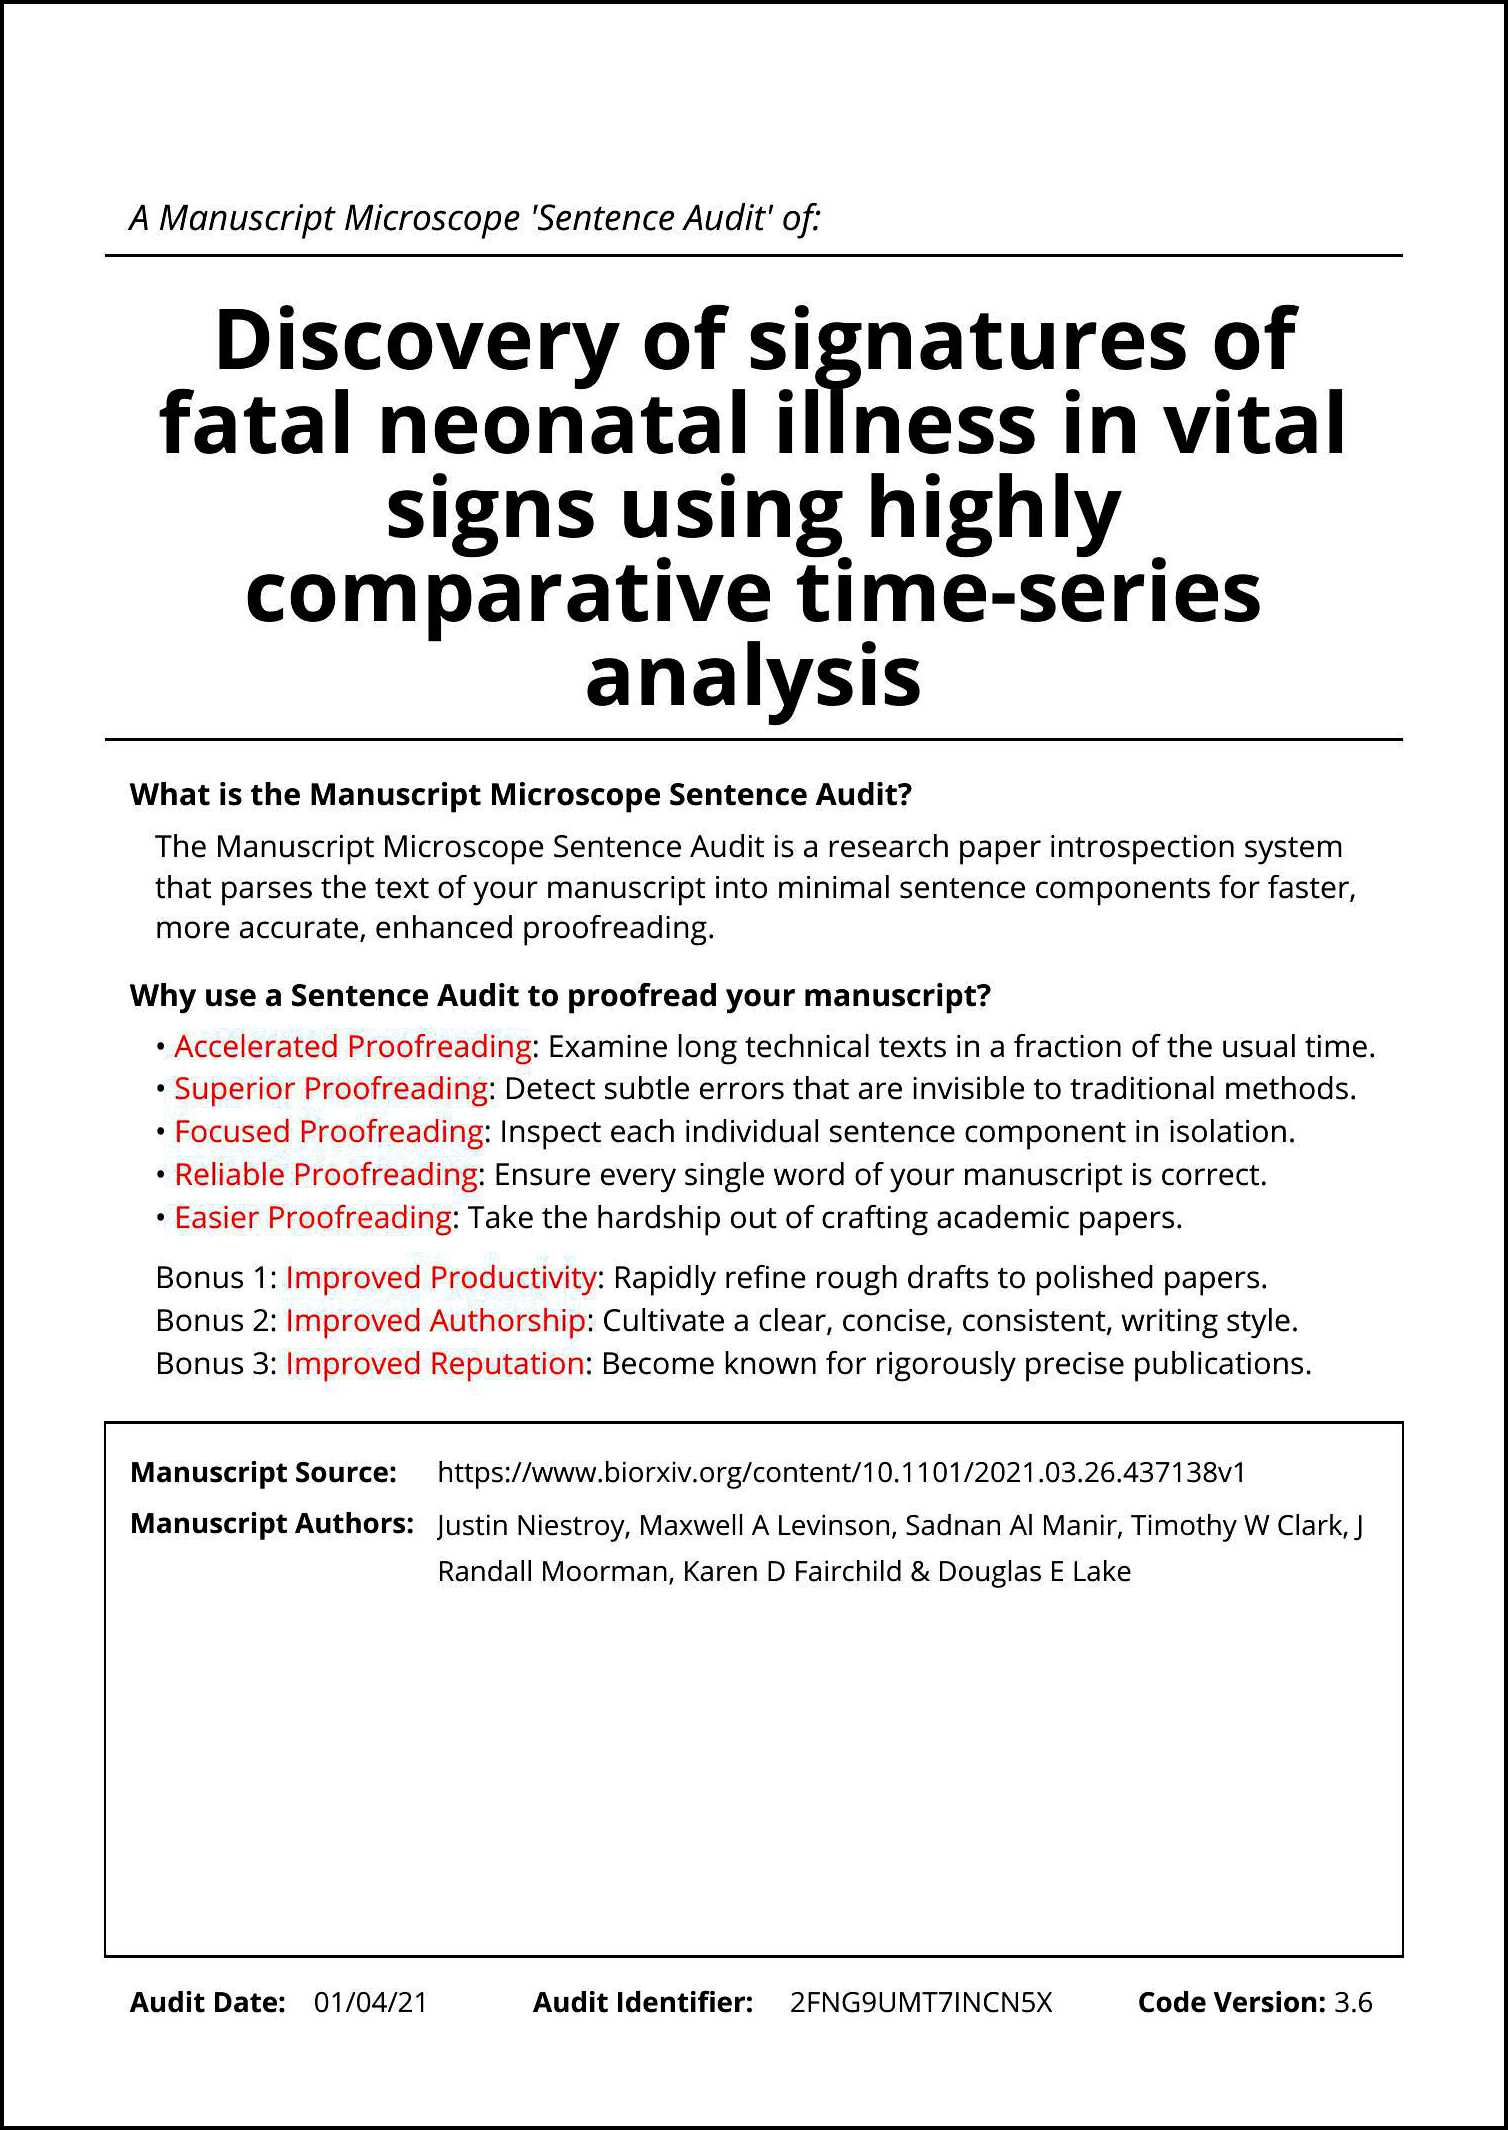 A Manuscript Microscope 'Sentence Audit' of:
Discovery of signatures of
fatal neonatal illness in vital
signs using highly
comparative time-series
analysis
What is the Manuscript Microscope Sentence Audit?
The Manuscript Microscope Sentence Audit is a research paper introspection system
that parses the text of your manuscript into minimal sentence components for faster,
more accurate, enhanced proofreading.
Why use a Sentence Audit to proofread your manuscript?
• Accelerated Proofreading: Examine long technical texts in a fraction of the usual time.
• Superior Proofreading: Detect subtle errors that are invisible to traditional methods.
• Focused Proofreading: Inspect each individual sentence component in isolation.
• Reliable Proofreading: Ensure every single word of your manuscript is correct.
• Easier Proofreading: Take the hardship out of crafting academic papers.
Bonus 1: Improved Productivity: Rapidly refine rough drafts to polished papers.
Bonus 2: Improved Authorship: Cultivate a clear, concise, consistent, writing style.
Bonus 3: Improved Reputation: Become known for rigorously precise publications.
Manuscript Source: https://www.biorxiv.org/content/10.1101/2021.03.26.437138v1
Manuscript Authors: Justin Niestroy, Maxwell A Levinson, Sadnan Al Manir, Timothy W Clark, J
Randall Moorman, Karen D Fairchild & Douglas E Lake
Audit Date: 01/04/21 Audit Identifier: 2FNG9UMT7INCN5X Code Version: 3.6